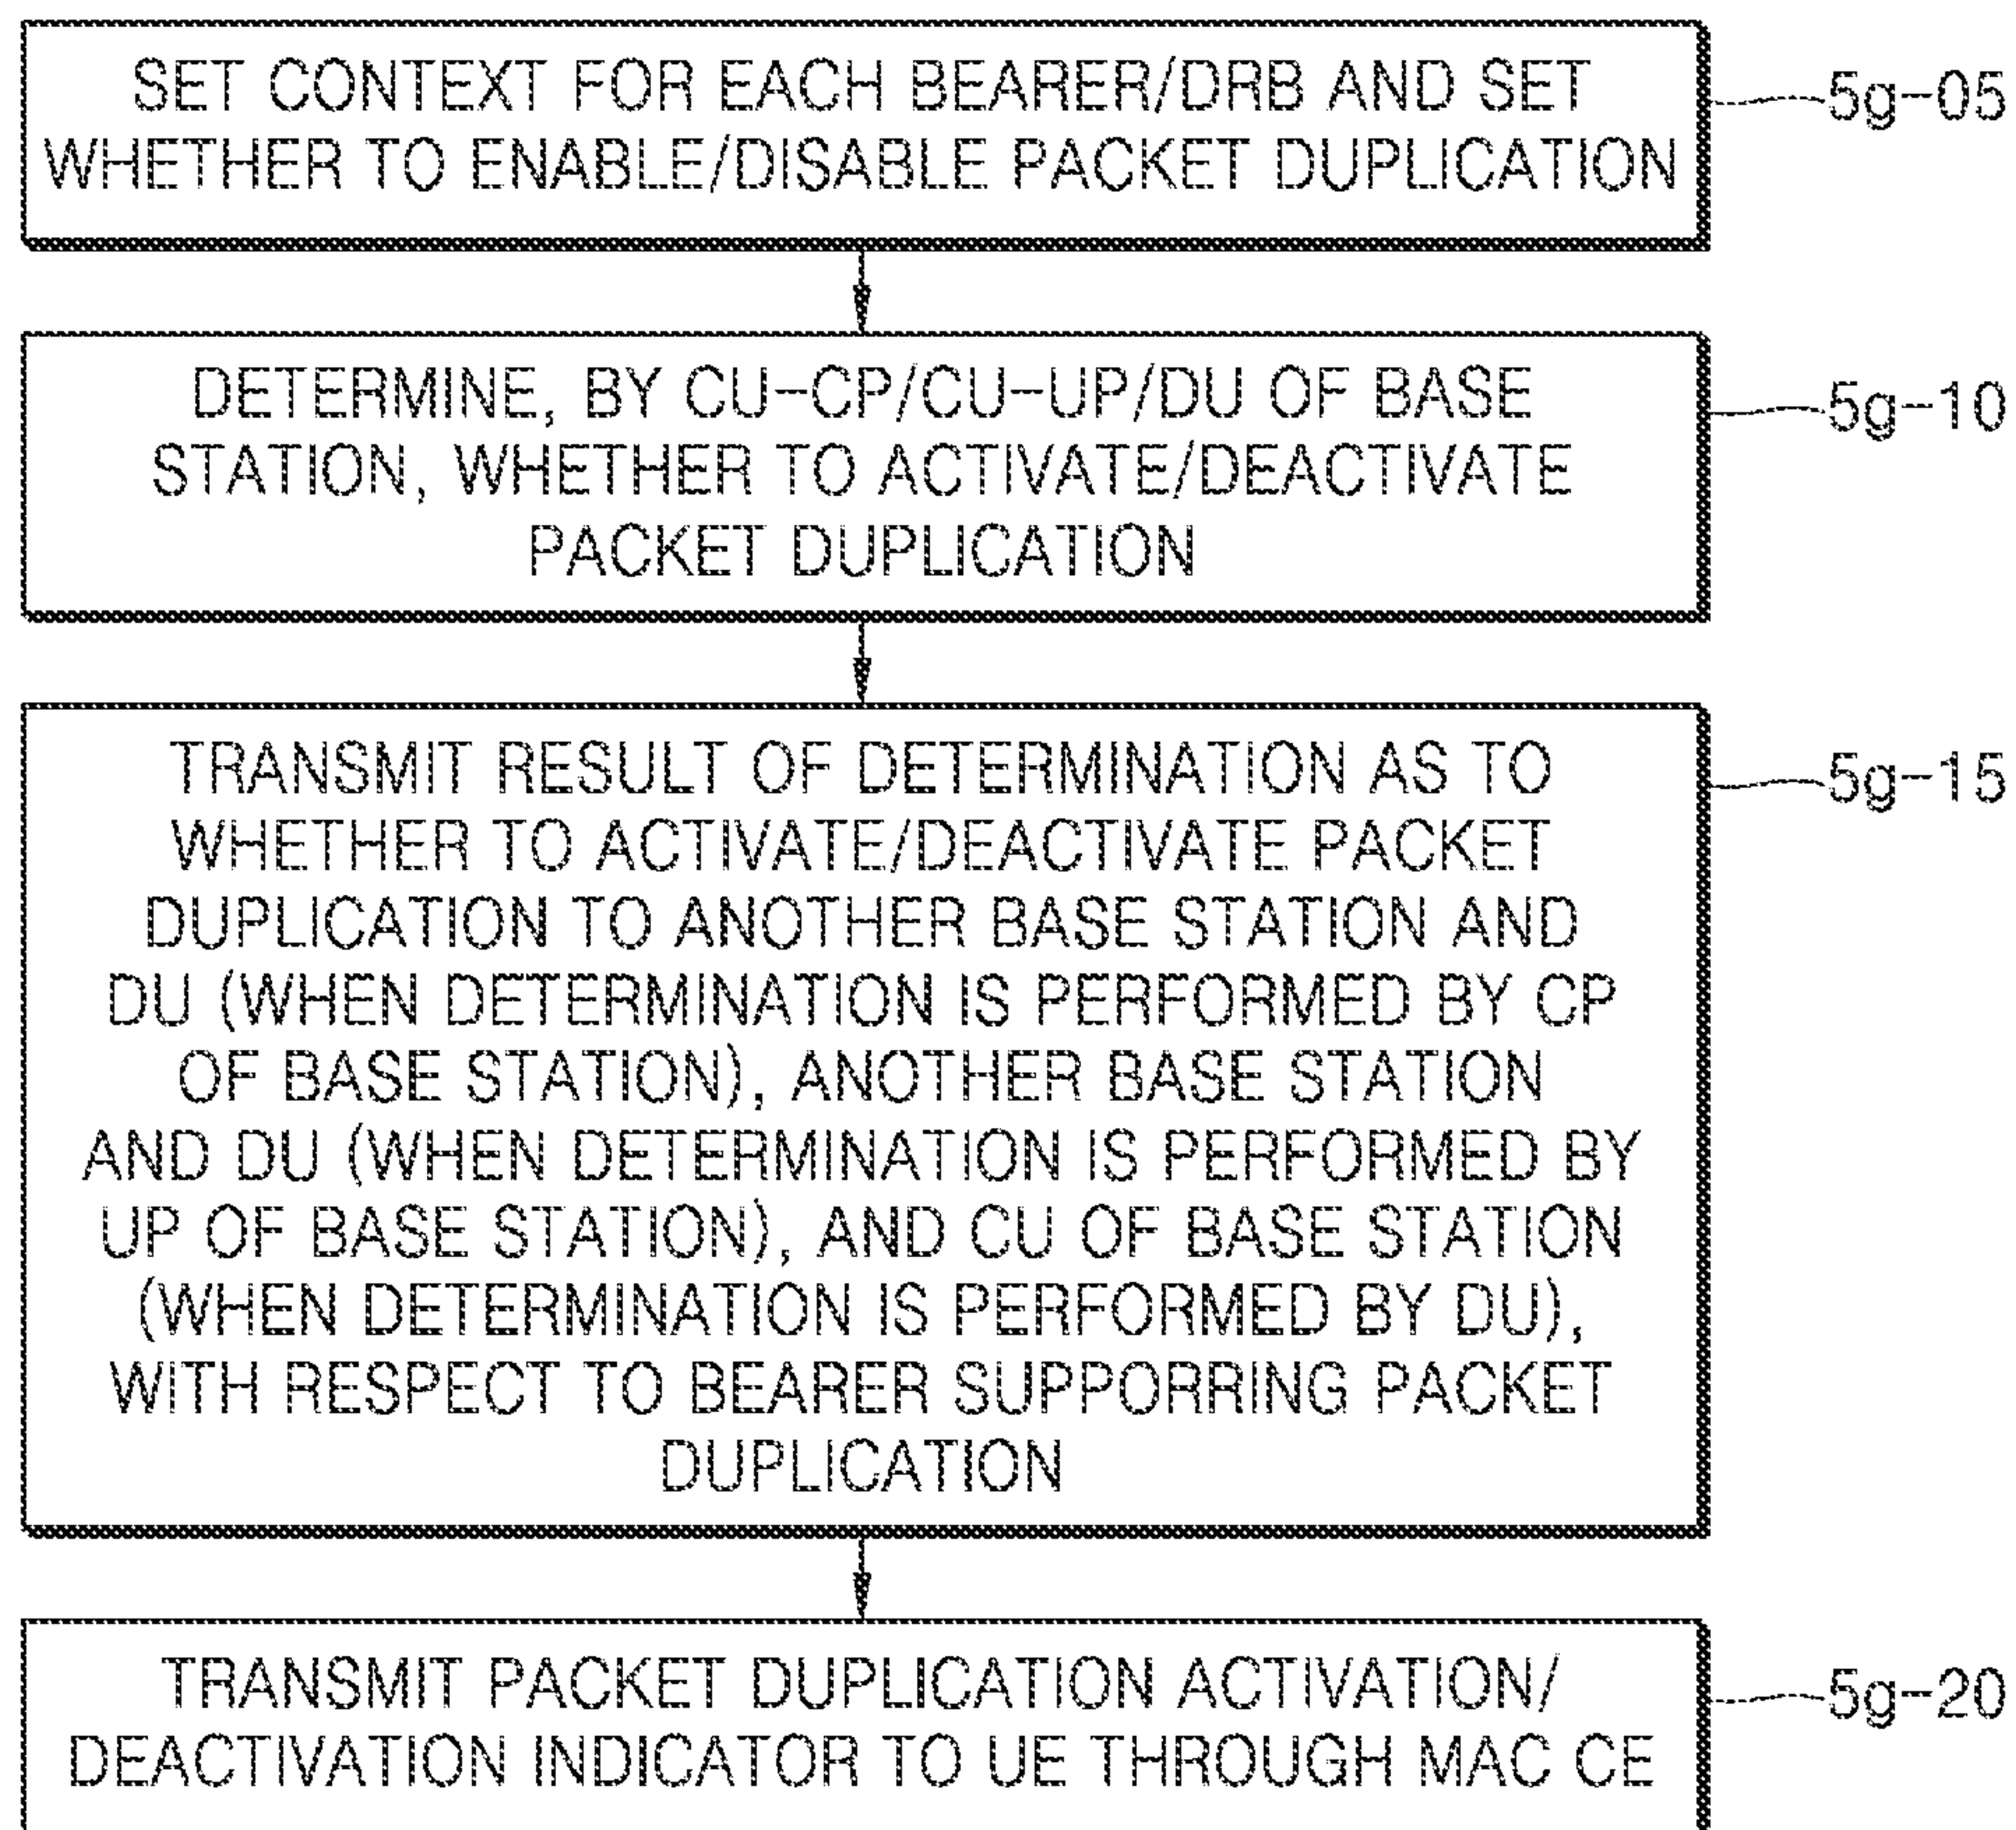 SET CONTEXT FOR EACH BEARER/DRB AND SET
WHETHER TO ENABLE/DISABLE PACKET DUPLICATION
5g-05
DETERMINE, BY CU-CP/CU-UP/DU OF BASE
STATION, WHETHER TO ACTIVATE/DEACTIVATE
PACKET DUPLICATION
5g-10
TRANSMIT RESULT OF DETERMINATION AS TO
WHETHER TO ACTIVATE/DEACTIVATE PACKET
DUPLICATION TO ANOTHER BASE STATION AND
DU (WHEN DETERMINATION IS PERFORMED BY CP
OF BASE STATION), ANOTHER BASE STATION
AND DU (WHEN DETERMINATION IS PERFORMED BY
UP OF BASE STATION), AND CU OF BASE STATION
(WHEN DETERMINATION IS PERFORMED BY DU),
WITH RESPECT TO BEARER SUPPORRING PACKET
DUPLICATION
5g-15
TRANSMIT PACKET DUPLICATION ACTIVATION/
DEACTIVATION INDICATOR TO UE THROUGH MAC CE
5g-20